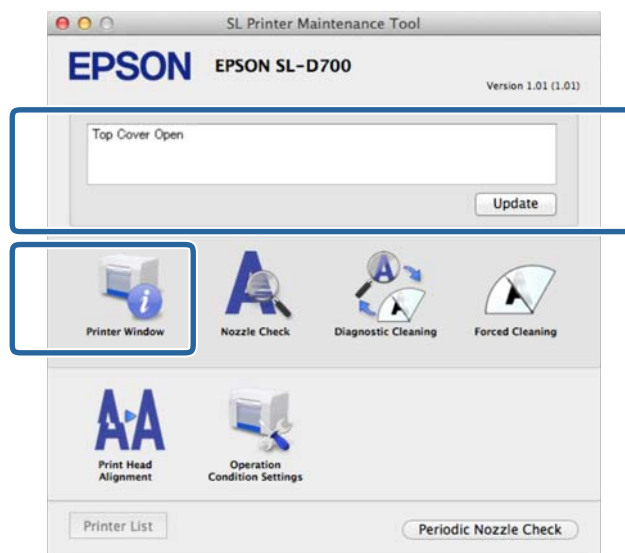 SL Printer Maintenance Tool
EPSON EPSON SL-D700
Version 1.01 (1.01)
Top Cover Open
Update
Printer Window Nozzle Check Diagnostic Cleaning Forced Cleaning
Print Head Operation
Alignment Condition Settings
Printer List Periodic Nozzle Check